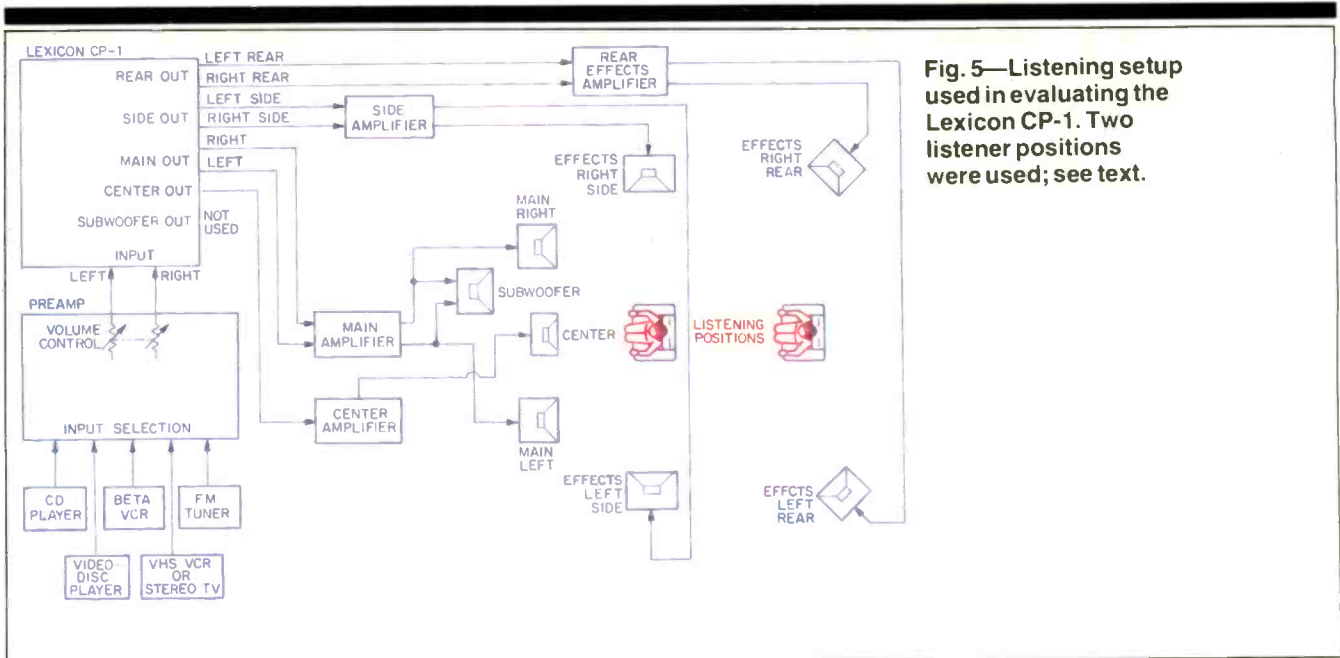 LEXICON CP-1
REAR OUT
SIDE OUT
MAIN OUT
CENTER OUT
SUBWOOFER OUT
INPUT
LEFT REAR
RIGHT REAR
LEFT SIDE
RIGHT SIDE
RIGHT
LEFT
NOT
USED
LEFT
RIGHT
PREAMP
VOLUME
CONTROL
INPUT SELECTION
CD
PLAYER
BETA
VCR
FM
TUNER
VIDEO-
DISC
PLAYER
VHS VCR
OR
STEREO TV
REAR
EFFECTS
AMPLIFIER
SIDE
AMPLIFIER
MAIN
AMPLIFIER
CENTER
AMPLIFIER
EFFECTS
RIGHT
SIDE
EFFECTS
RIGHT
REAR
MAIN
RIGHT
SUBWOOFER
CENTER
LISTENING
POSITIONS
MAIN
LEFT
EFFECTS
LEFT
SIDE
EFFCTS
LEFT
REAR
Fig. 5—Listening setup
used in evaluating the
Lexicon CP-1. Two
listener positions
were used; see text.